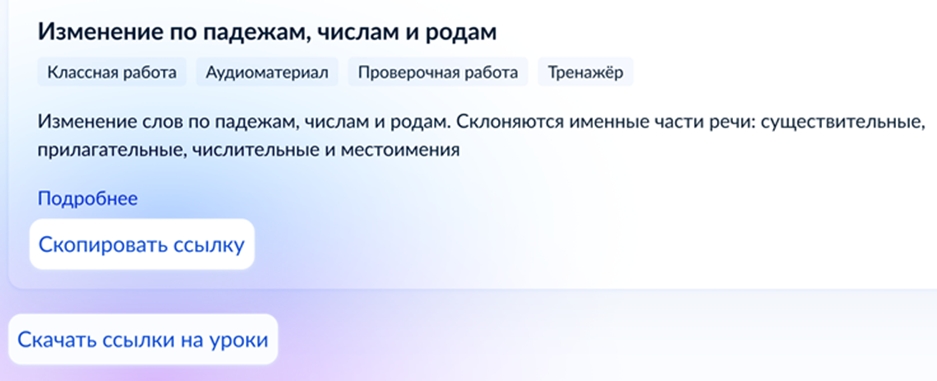 Изменение по падежам, числам и родам
Классная работа Аудиоматериал Проверочная работа Тренажёр
Изменение слов по падежам, числам и родам. Склоняются именные части речи: существительные,
прилагательные, числительные и местоимения
Подробнее
Скопировать ссылку
Скачать ссылки на уроки